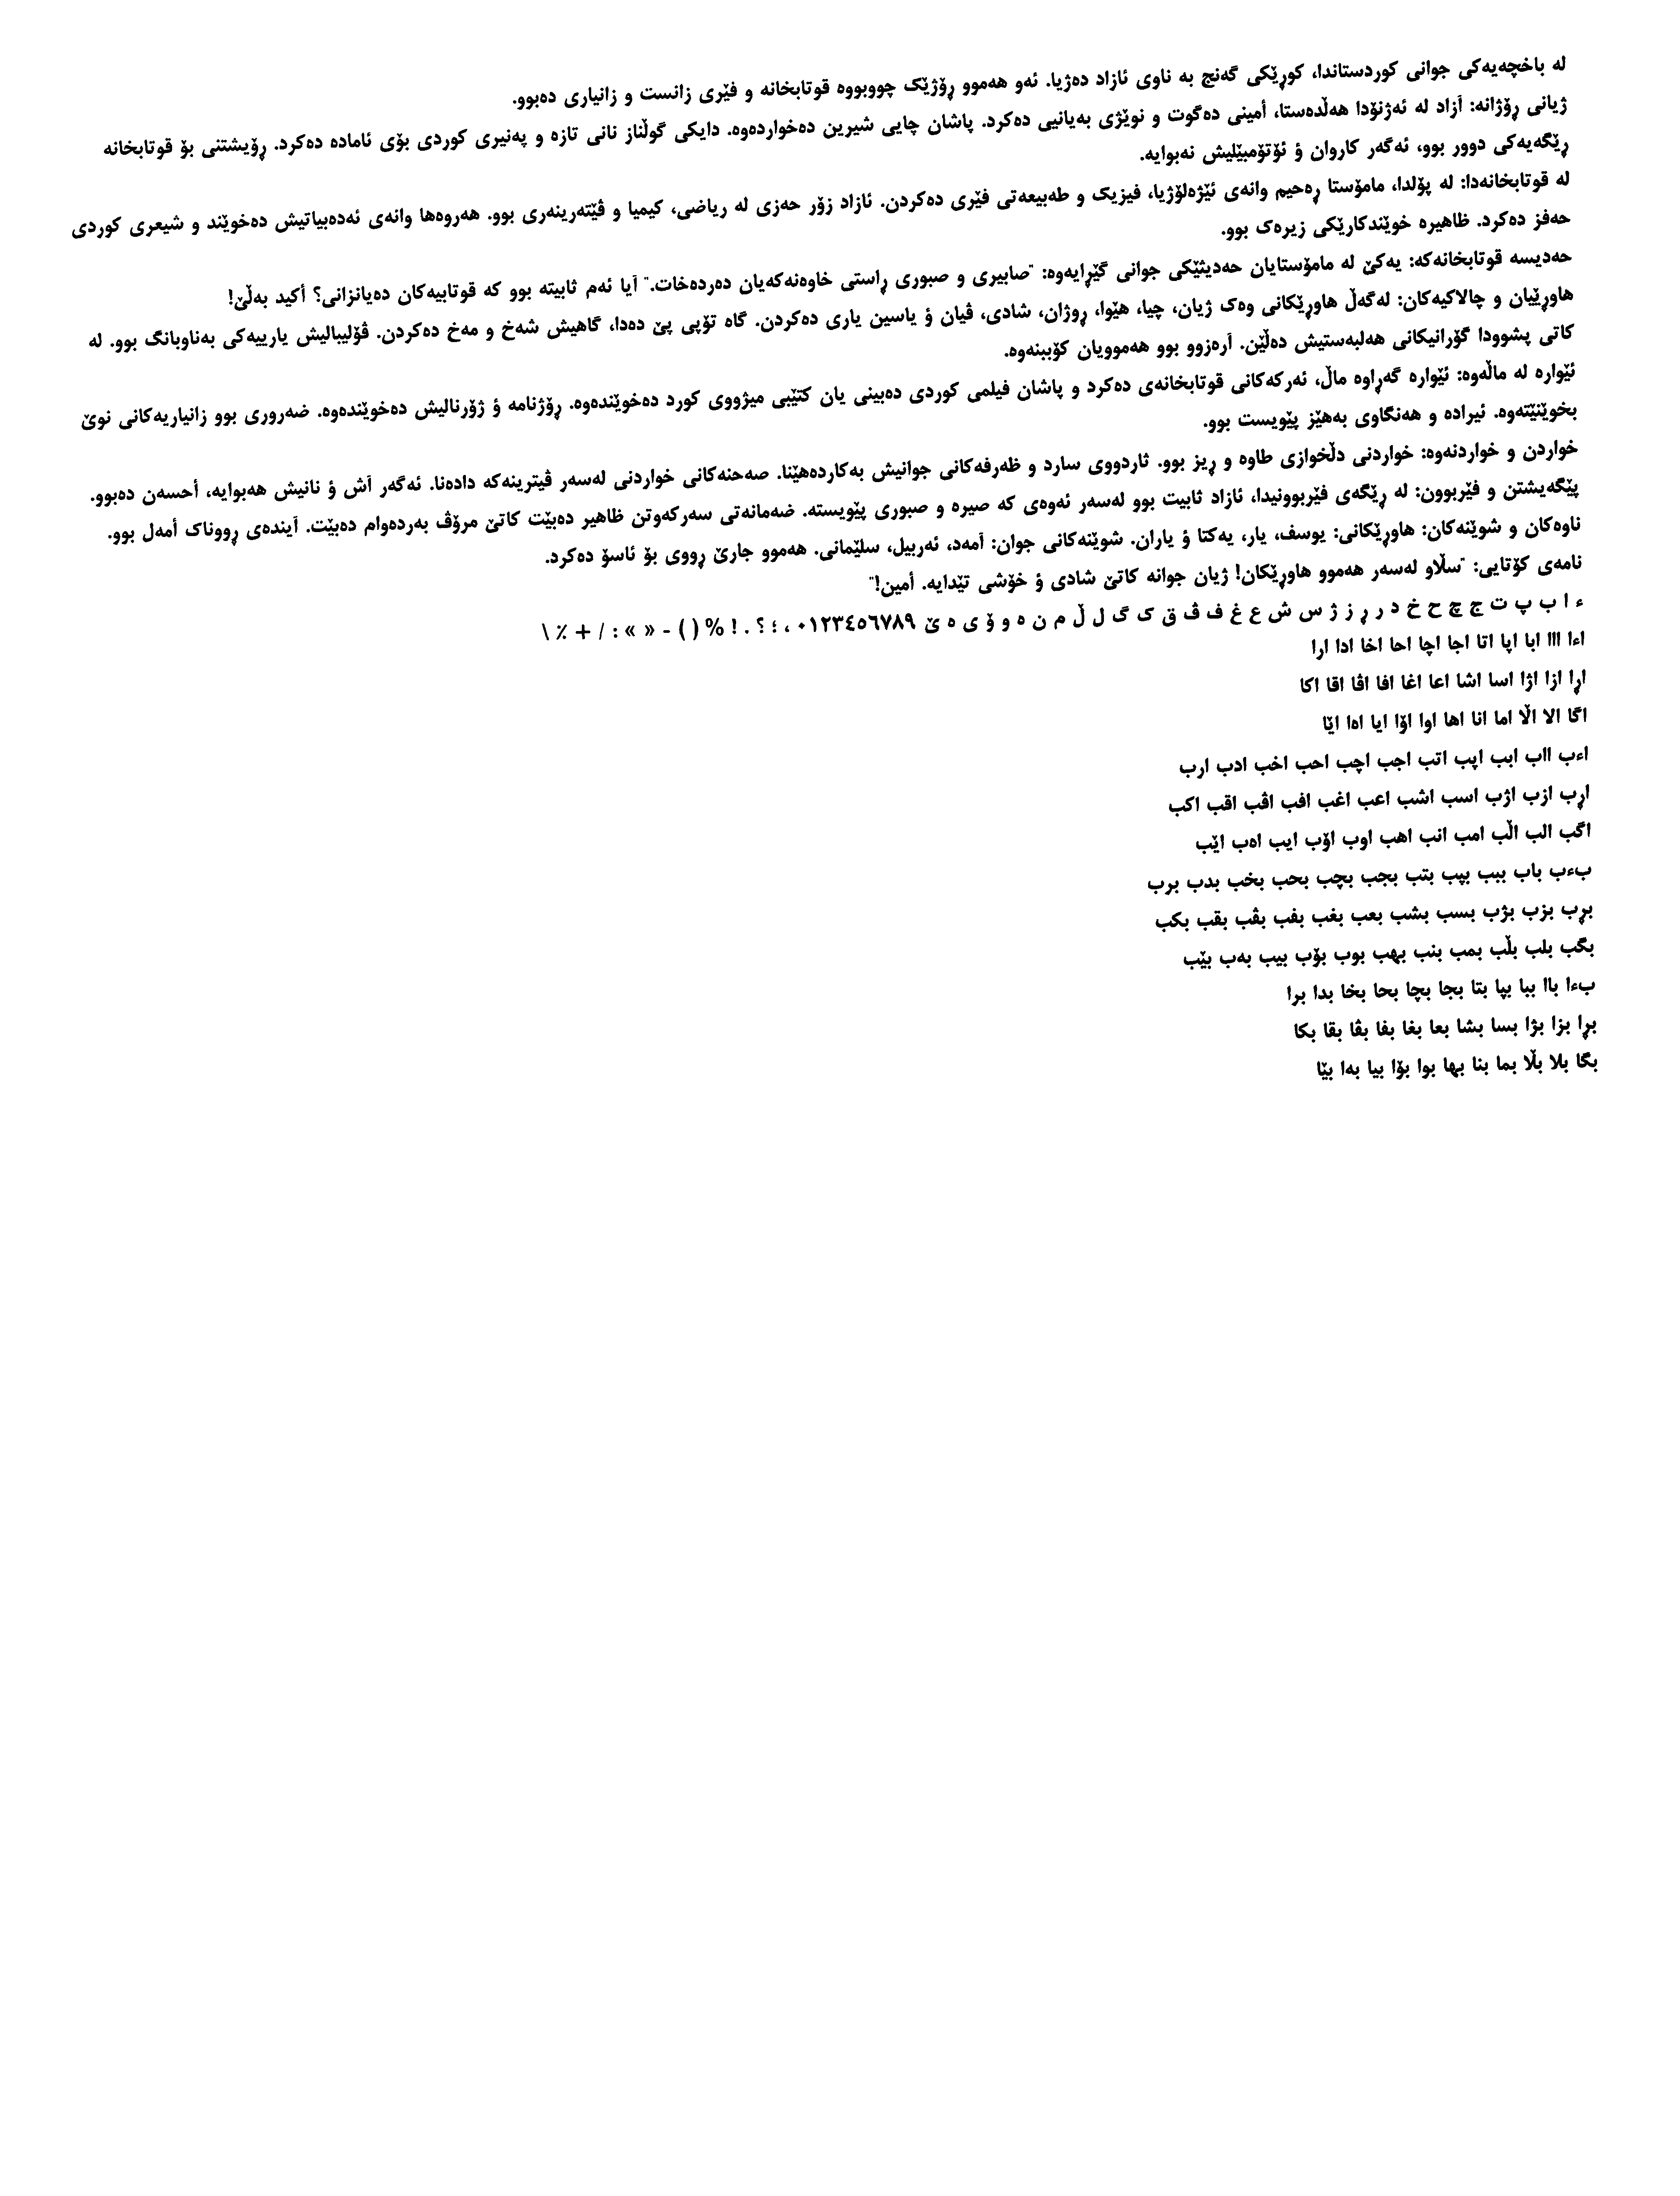 لە باخچەیەکی جوانی کوردستاندا، کوڕێکی گەنج بە ناوی ئازاد دەژیا. ئەو هەموو ڕۆژێک چووبووە قوتابخانە و فێری زانست و زانیاری دەبوو.
ژیانی ڕۆژانە: آزاد لە ئەژنۆدا هەڵدەستا، أمینی دەگوت و نوێژی بەیانیی دەکرد. پاشان چایی شیرین دەخواردەوە. دایکی گوڵناز نانی تازە و پەنیری کوردی بۆی ئامادە دەکرد. ڕۆیشتنی بۆ قوتابخانە
ڕێگەیەکی دوور بوو، ئەگەر کاروان ؤ ئۆتۆمبێلیش نەبوایە.
لە قوتابخانەدا: لە پۆلدا، مامۆستا ڕەحیم وانەی ئێژەلۆژیا، فیزیک و طەبیعەتی فێری دەکردن. ئازاد زۆر حەزی لە ریاضی، کیمیا و ڤێتەرینەری بوو. هەروەها وانەی ئەدەبیاتیش دەخوێند و شیعری کوردی
حەفز دەکرد. ظاهیرە خوێندکارێکی زیرەک بوو.
حەدیسە قوتابخانەکە: یەکێ لە مامۆستایان حەدیثێکی جوانی گێڕایەوە: "صابیری و صبوری ڕاستی خاوەنەکەیان دەردەخات." آیا ئەم ثابیتە بوو کە قوتابیەکان دەیانزانی؟ أکید بەڵێ!
هاوڕێیان و چالاکیەکان: لەگەڵ هاوڕێکانی وەک ژیان، چیا، هێوا، ڕوژان، شادی، ڤیان ؤ یاسین یاری دەکردن. گاە تۆپی پێ دەدا، گاهیش شەخ و مەخ دەکردن. ڤۆلیبالیش یارییەکی بەناوبانگ بوو. لە
کاتی پشوودا گۆرانیکانی هەلبەستیش دەڵێن. آرەزوو بوو هەموویان کۆببنەوە.
ئێوارە لە ماڵەوە: ئێوارە گەڕاوە ماڵ، ئەرکەکانی قوتابخانەی دەکرد و پاشان فیلمی کوردی دەبینی یان کتێبی میژووی کورد دەخوێندەوە. ڕۆژنامە ؤ ژۆرنالیش دەخوێندەوە. ضەروری بوو زانیاریەکانی نوێ
بخوێنێتەوە. ئیرادە و هەنگاوی بەهێز پێویست بوو.
خواردن و خواردنەوە: خواردنی دڵخوازی طاوە و ڕیز بوو. ثاردووی سارد و ظەرفەکانی جوانیش بەکاردەهێنا. صەحنەکانی خواردنی لەسەر ڤیترینەکە دادەنا. ئەگەر آش ؤ نانیش هەبوایە، أحسەن دەبوو.
پێگەیشتن و فێربوون: لە ڕێگەی فێربوونیدا، ئازاد ثابیت بوو لەسەر ئەوەی کە صیرە و صبوری پێویستە. ضەمانەتی سەرکەوتن ظاهیر دەبێت کاتێ مرۆڤ بەردەوام دەبێت. آیندەی ڕووناک أمەل بوو.
ناوەکان و شوێنەکان: هاوڕێکانی: یوسف، یار، یەکتا ؤ یاران. شوێنەکانی جوان: آمەد، ئەربیل، سلێمانی. هەموو جارێ ڕووی بۆ ئاسۆ دەکرد.
نامەی کۆتایی: "سڵاو لەسەر هەموو هاوڕێکان! ژیان جوانە کاتێ شادی ؤ خۆشی تێدایە. أمین!"
ء ا ب پ ت ج چ ح خ د ر ڕ ز ژ س ش ع غ ف ڤ ق ک گ ل ڵ م ن ه و ۆ ی ە ێ ٠١٢٣٤٥٦٧٨٩ ، ؛ ؟ . ! % ( ) - « » : / + ٪ \
اءا ااا ابا اپا اتا اجا اچا احا اخا ادا ارا
اڕا ازا اژا اسا اشا اعا اغا افا اڤا اقا اکا
اگا الا اڵا اما انا اها اوا اۆا ایا اەا اێا
اءب ااب ابب اپب اتب اجب اچب احب اخب ادب ارب
اڕب ازب اژب اسب اشب اعب اغب افب اڤب اقب اکب
اگب الب اڵب امب انب اهب اوب اۆب ایب اەب اێب
بءب باب ببب بپب بتب بجب بچب بحب بخب بدب برب
بڕب بزب بژب بسب بشب بعب بغب بفب بڤب بقب بکب
بگب بلب بڵب بمب بنب بهب بوب بۆب بیب بەب بێب
بءا باا ببا بپا بتا بجا بچا بحا بخا بدا برا
بڕا بزا بژا بسا بشا بعا بغا بفا بڤا بقا بکا
بگا بلا بڵا بما بنا بها بوا بۆا بیا بەا بێا